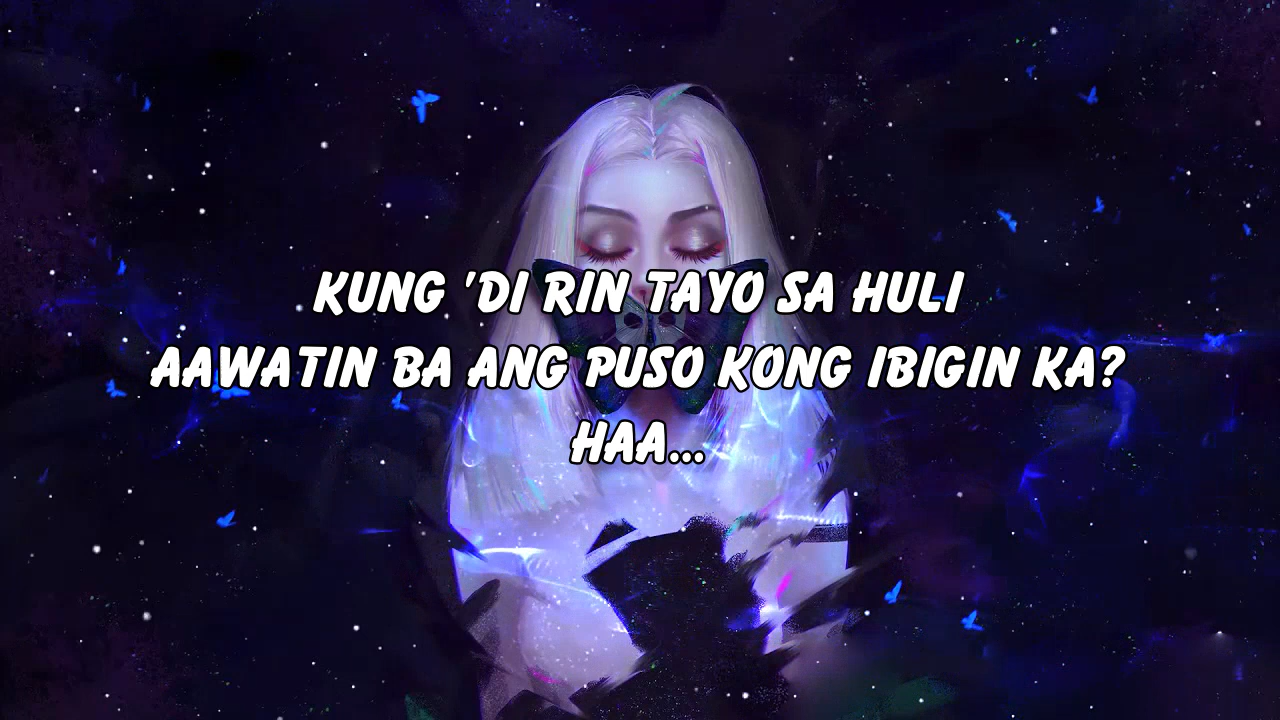 KUNG 'DI RIN TAYO SA HULI
AAWATIN BA ANG PUSO KONG IBIGIN KA?
HAA...